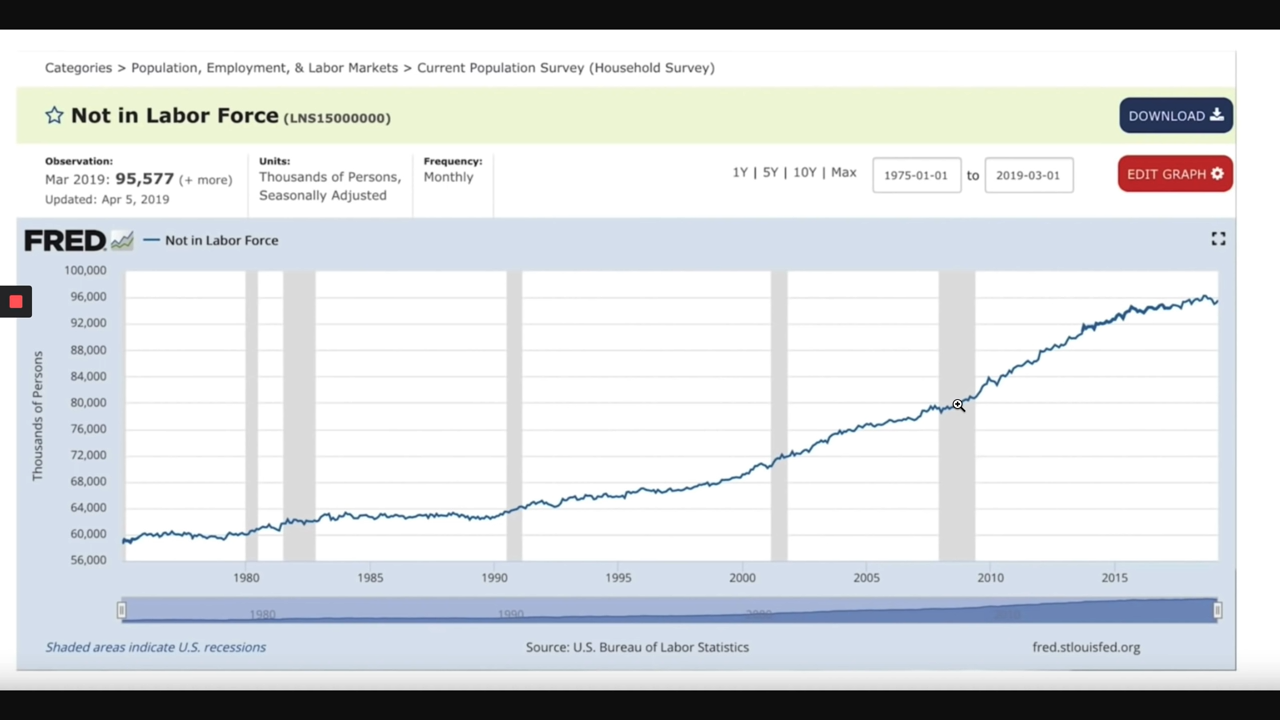 Categories > Population, Employment, & Labor Markets > Current Population Survey (Household Survey)
Not in Labor Force (LNS15000000)
DOWNLOAD
Observation:
Mar 2019: 95,577 (+ more)
Updated: Apr 5, 2019
Units:
Thousands of Persons,
Seasonally Adjusted
Frequency:
Monthly
1Y | 5Y | 10Y | Max
1975-01-01 to 2019-03-01
EDIT GRAPH
FRED
Not in Labor Force
Thousands of Persons
100,000
96,000
92,000
88,000
84,000
80,000
76,000
72,000
68,000
64,000
60,000
56,000
1980 1985 1990 1995 2000 2005 2010 2015
1980 1990 2000 2010
Shaded areas indicate U.S. recessions
Source: U.S. Bureau of Labor Statistics
fred.stlouisfed.org